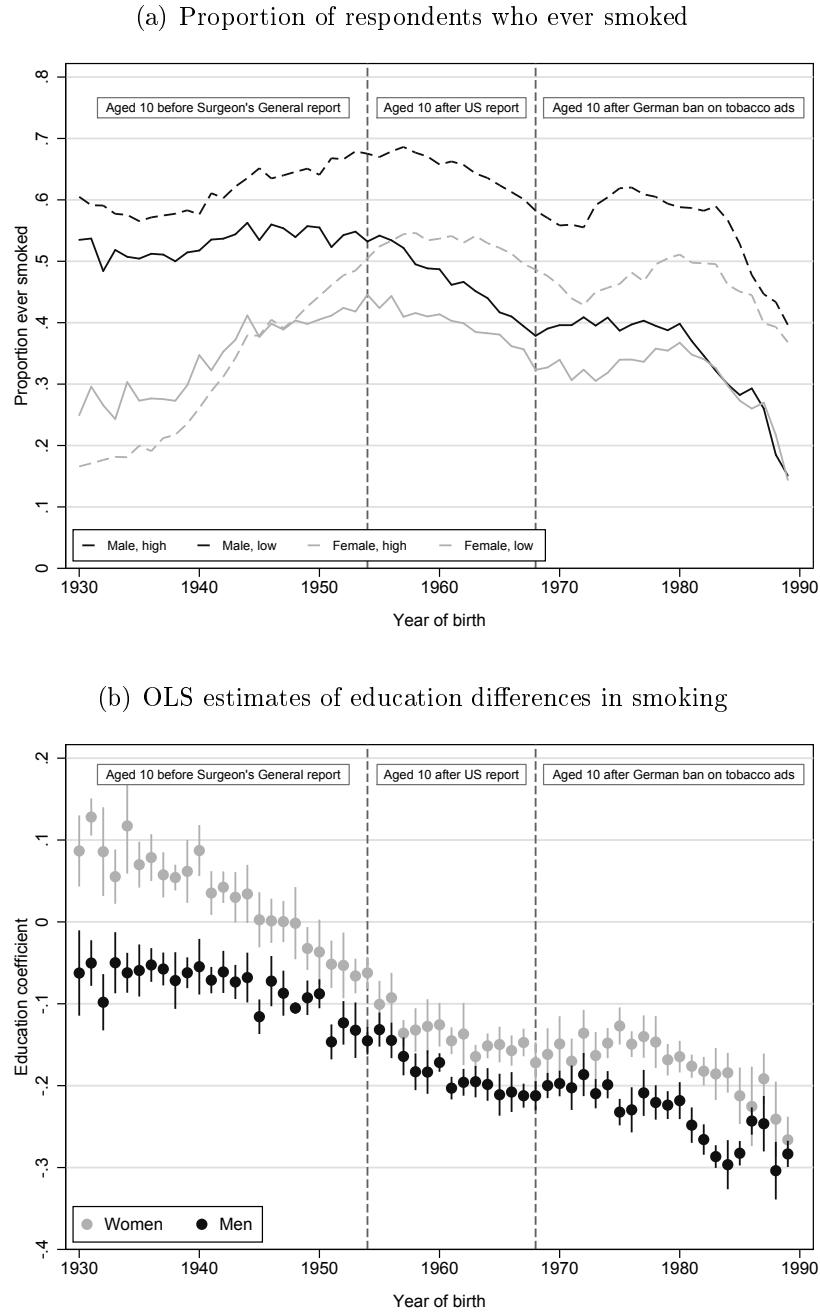 (a) Proportion of respondents who ever smoked
Proportion ever smoked
.8
.7
.6
.5
.4
.3
.2
.1
0
Aged 10 before Surgeon's General report
Aged 10 after US report
Aged 10 after German ban on tobacco ads
Male, high
Male, low
Female, high
Female, low
1930 1940 1950 1960 1970 1980 1990
Year of birth
(b) OLS estimates of education differences in smoking
Education coefficient
.2
.1
0
-.1
-.2
-.3
-.4
Aged 10 before Surgeon's General report
Aged 10 after US report
Aged 10 after German ban on tobacco ads
Women
Men
1930 1940 1950 1960 1970 1980 1990
Year of birth